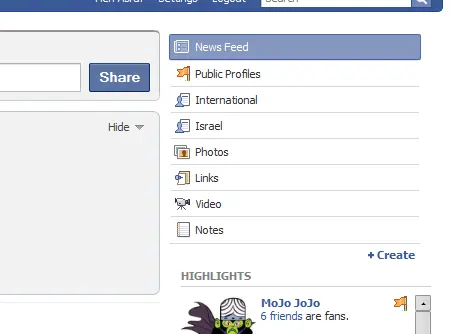 Settings Logout Search
News Feed
Share
Public Profiles
International
Hide
Israel
Photos
Links
Video
Notes
+ Create
HIGHLIGHTS
MoJo JoJo
6 friends are fans.